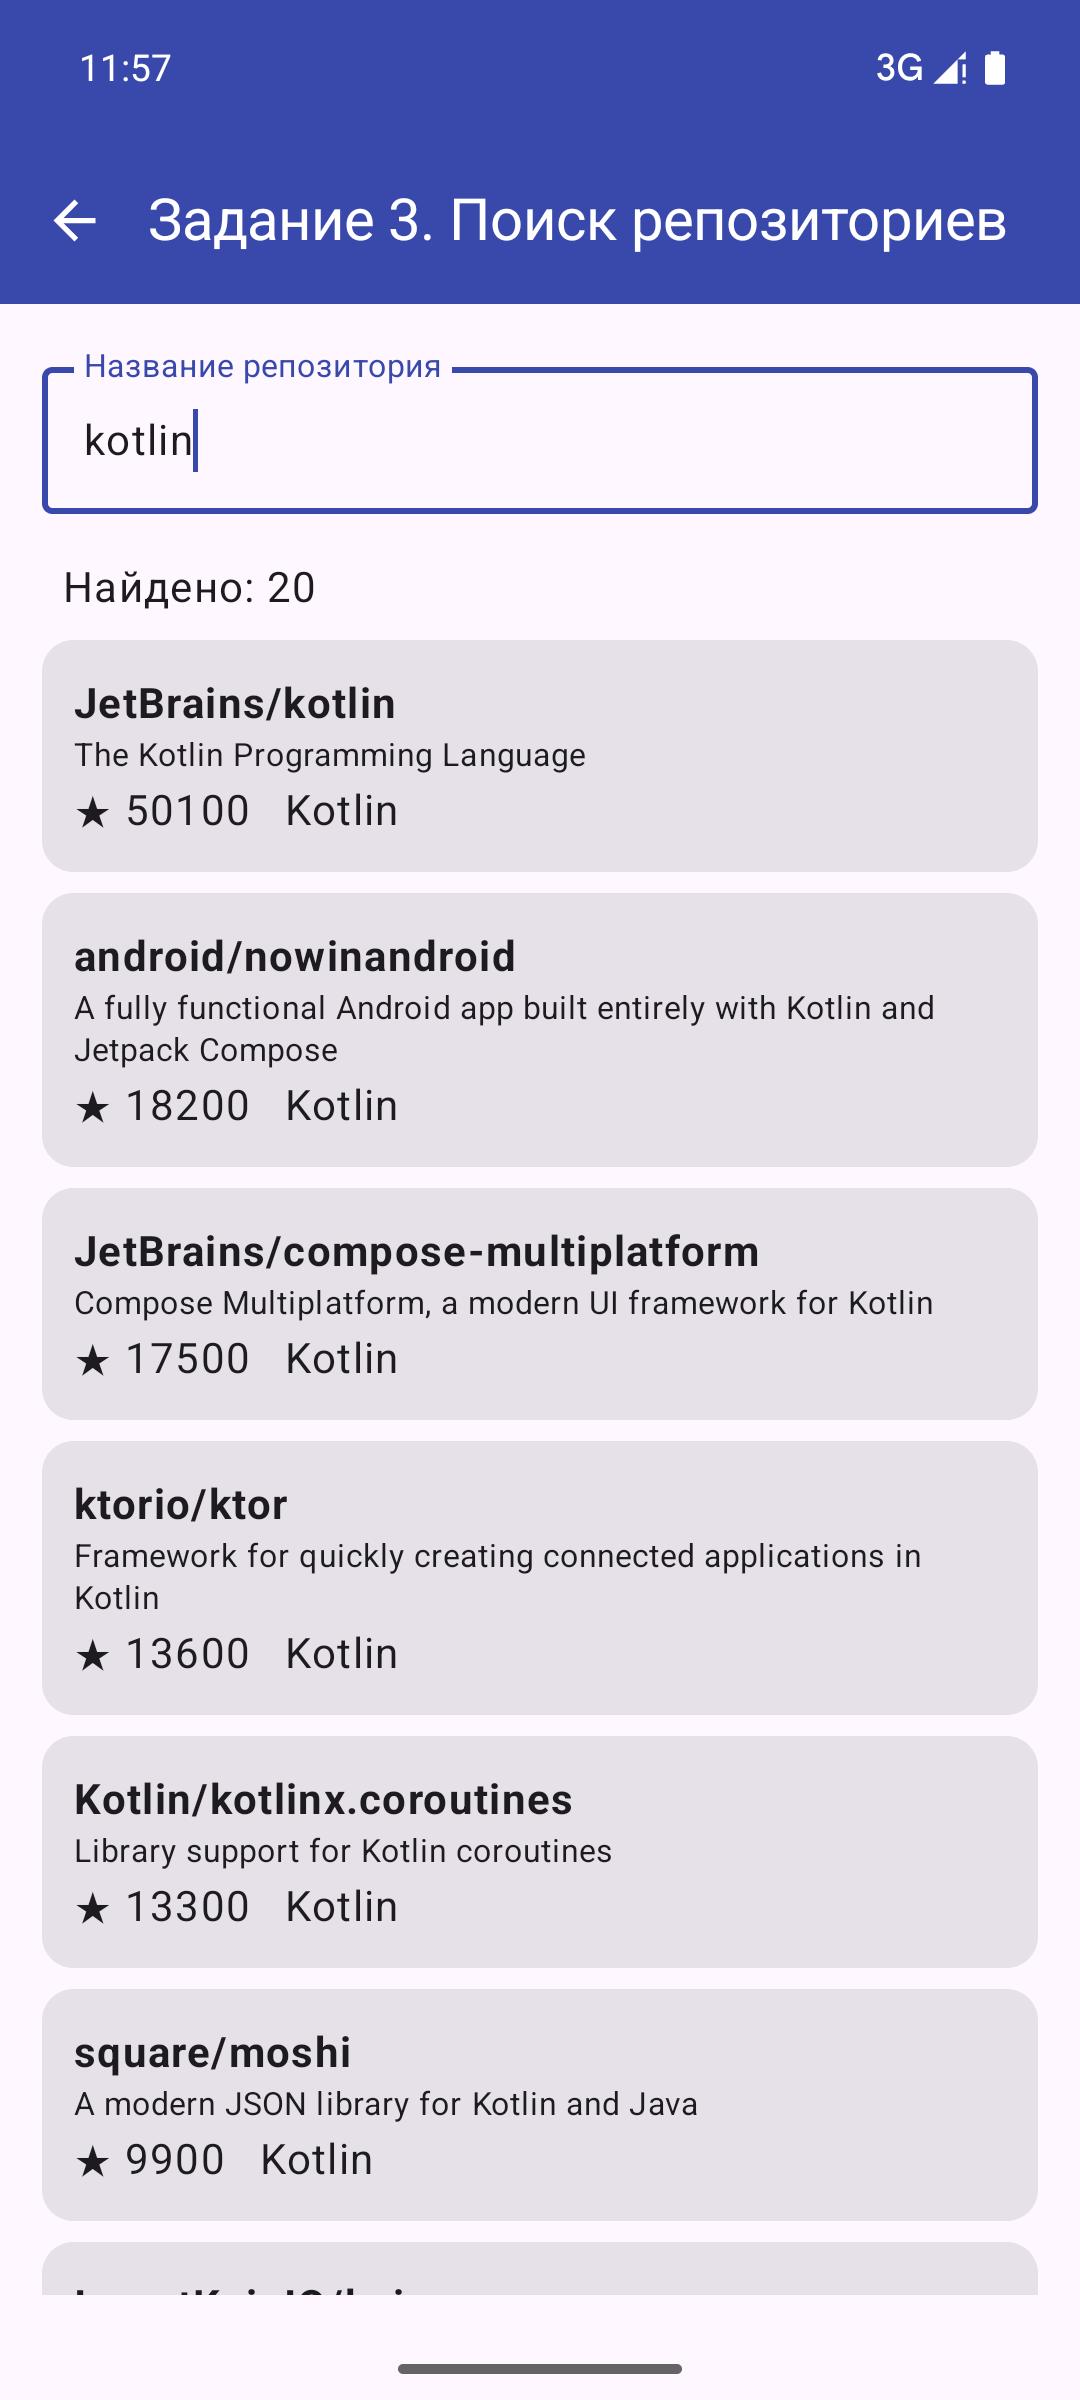 11:57
3G
Задание 3. Поиск репозиториев
Название репозитория
kotlin
Найдено: 20
JetBrains/kotlin
The Kotlin Programming Language
★ 50100 Kotlin
android/nowinandroid
A fully functional Android app built entirely with Kotlin and
Jetpack Compose
★ 18200 Kotlin
JetBrains/compose-multiplatform
Compose Multiplatform, a modern UI framework for Kotlin
★ 17500 Kotlin
ktorio/ktor
Framework for quickly creating connected applications in
Kotlin
★ 13600 Kotlin
Kotlin/kotlinx.coroutines
Library support for Kotlin coroutines
★ 13300 Kotlin
square/moshi
A modern JSON library for Kotlin and Java
★ 9900 Kotlin